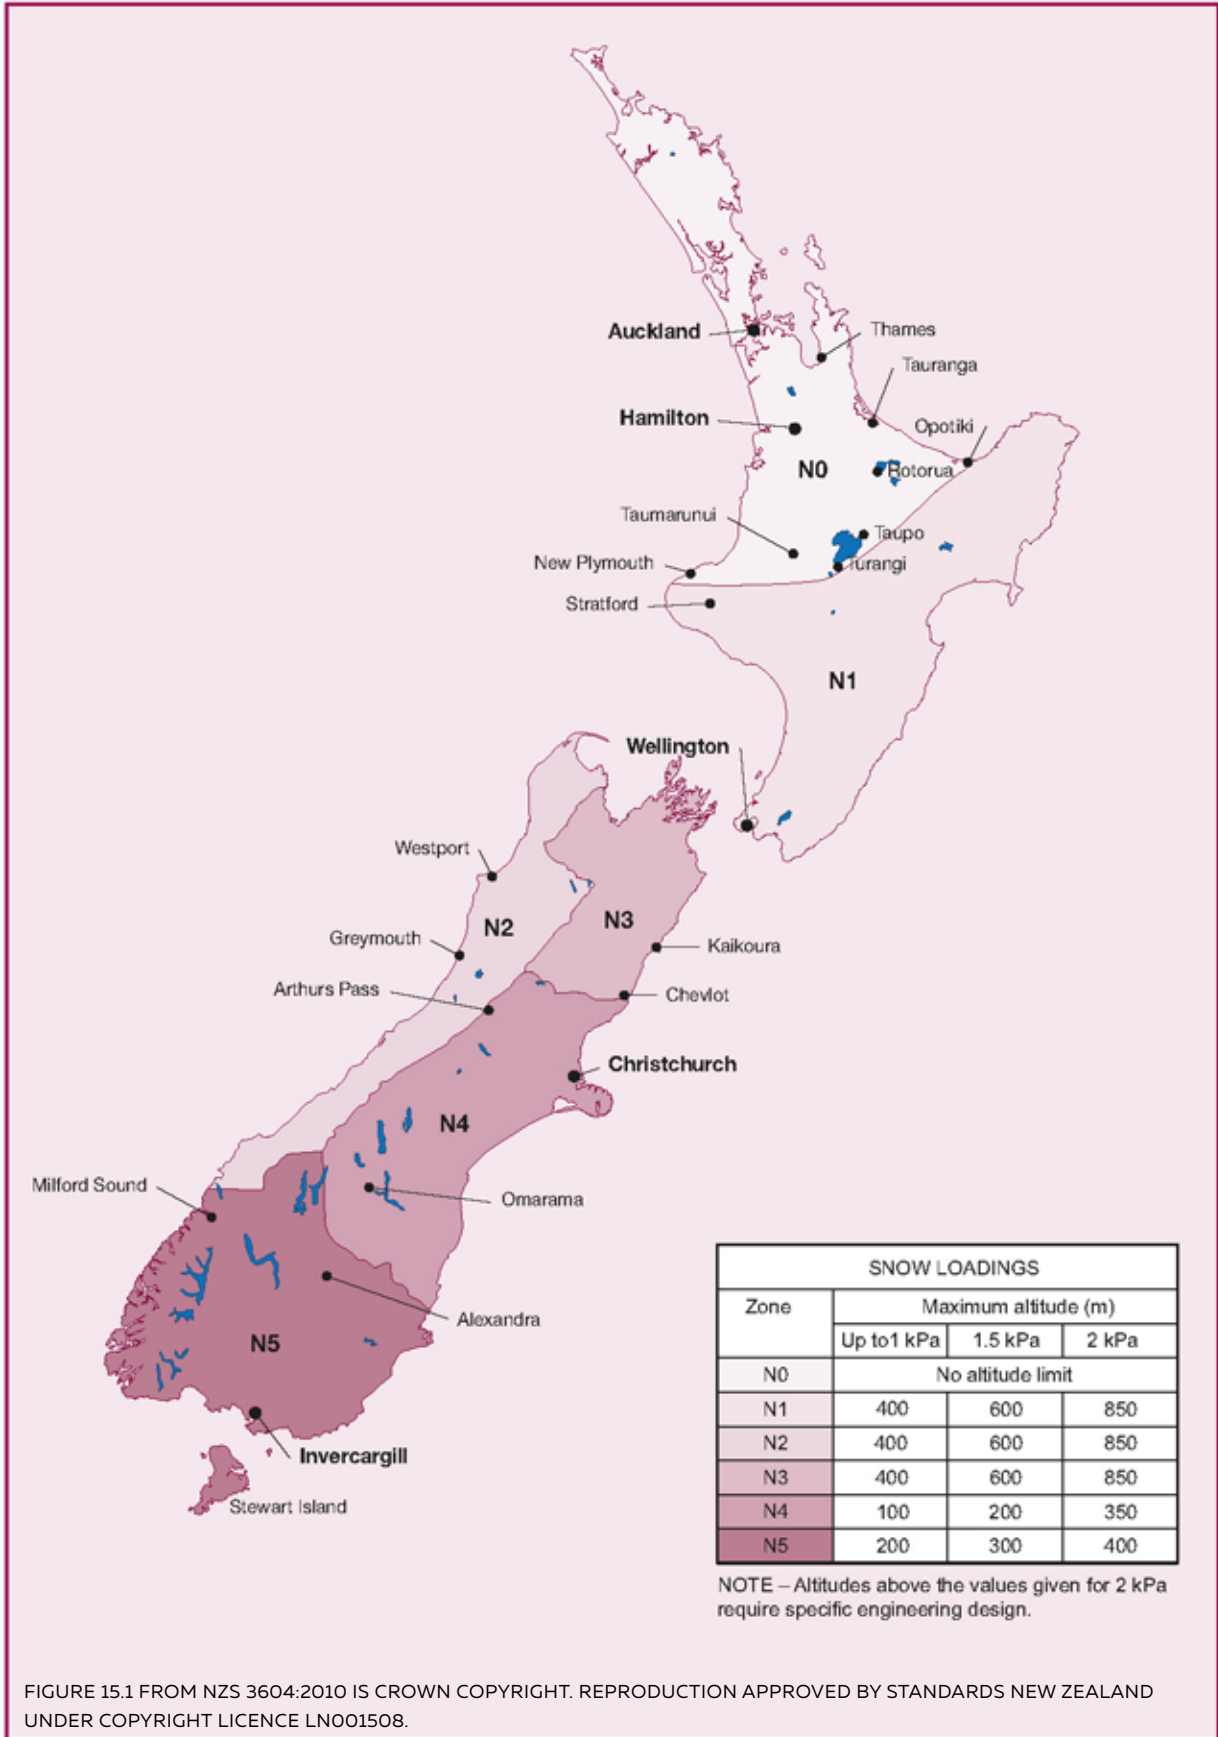 Auckland
Thames
Tauranga
Hamilton
Opotiki
N0
Rotorua
Taumarunui
Taupo
New Plymouth
Turangi
Stratford
N1
Wellington
Westport
N2
N3
Greymouth
Kaikoura
Arthurs Pass
Chevlot
Christchurch
N4
Milford Sound
Omarama
Alexandra
N5
Invercargill
Stewart Island
SNOW LOADINGS
Zone Maximum altitude (m)
Up to1 kPa 1.5 kPa 2 kPa
N0 No altitude limit
N1 400 600 850
N2 400 600 850
N3 400 600 850
N4 100 200 350
N5 200 300 400
NOTE – Altitudes above the values given for 2 kPa
require specific engineering design.
FIGURE 15.1 FROM NZS 3604:2010 IS CROWN COPYRIGHT. REPRODUCTION APPROVED BY STANDARDS NEW ZEALAND
UNDER COPYRIGHT LICENCE LN001508.